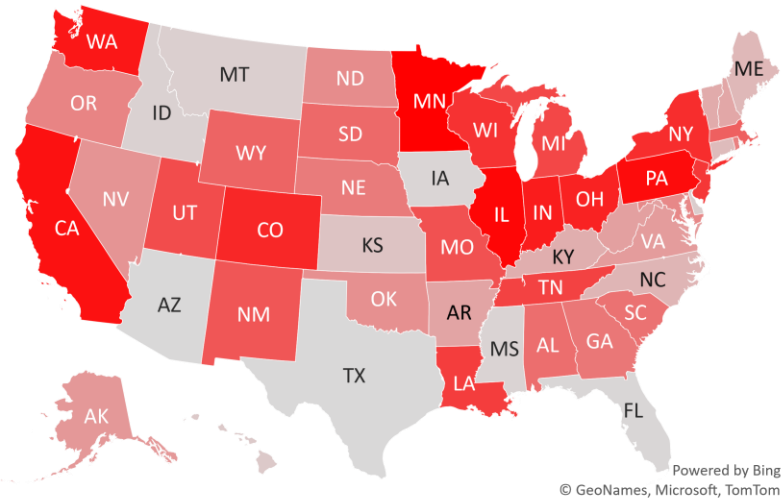 WA
MT
ND
MN
ME
OR
ID
SD
WI
MI
NY
WY
IA
PA
NE
NV
UT
CO
IL
IN
OH
CA
KS
MO
KY
VA
AZ
NM
OK
AR
TN
NC
SC
MS
AL
GA
TX
LA
FL
AK
Powered by Bing
© GeoNames, Microsoft, TomTom